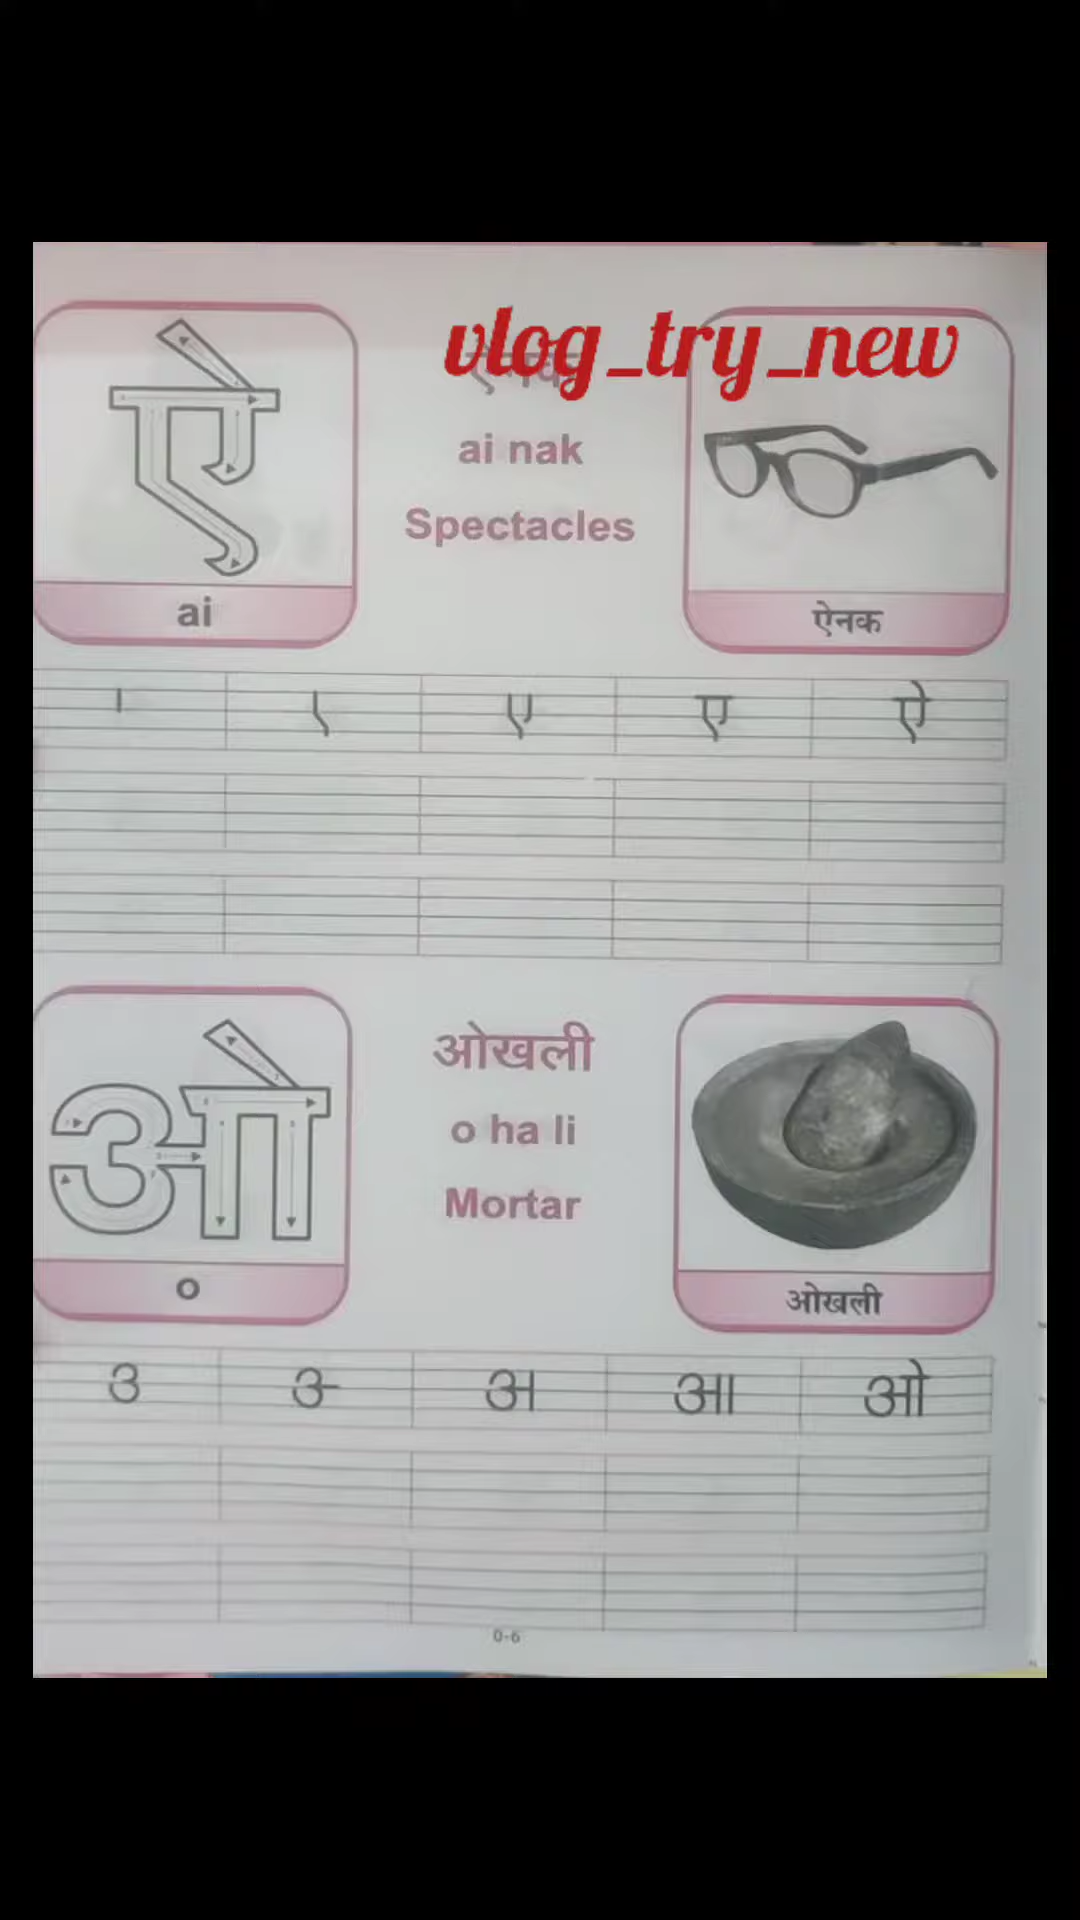 vlog_try_new
ऐ
ai nak
Spectacles
ai
ऐनक
ा \ ए ए ऐ
ओ
ओखली
o ha li
Mortar
o
ओखली
उ अ आ ओ
0-6